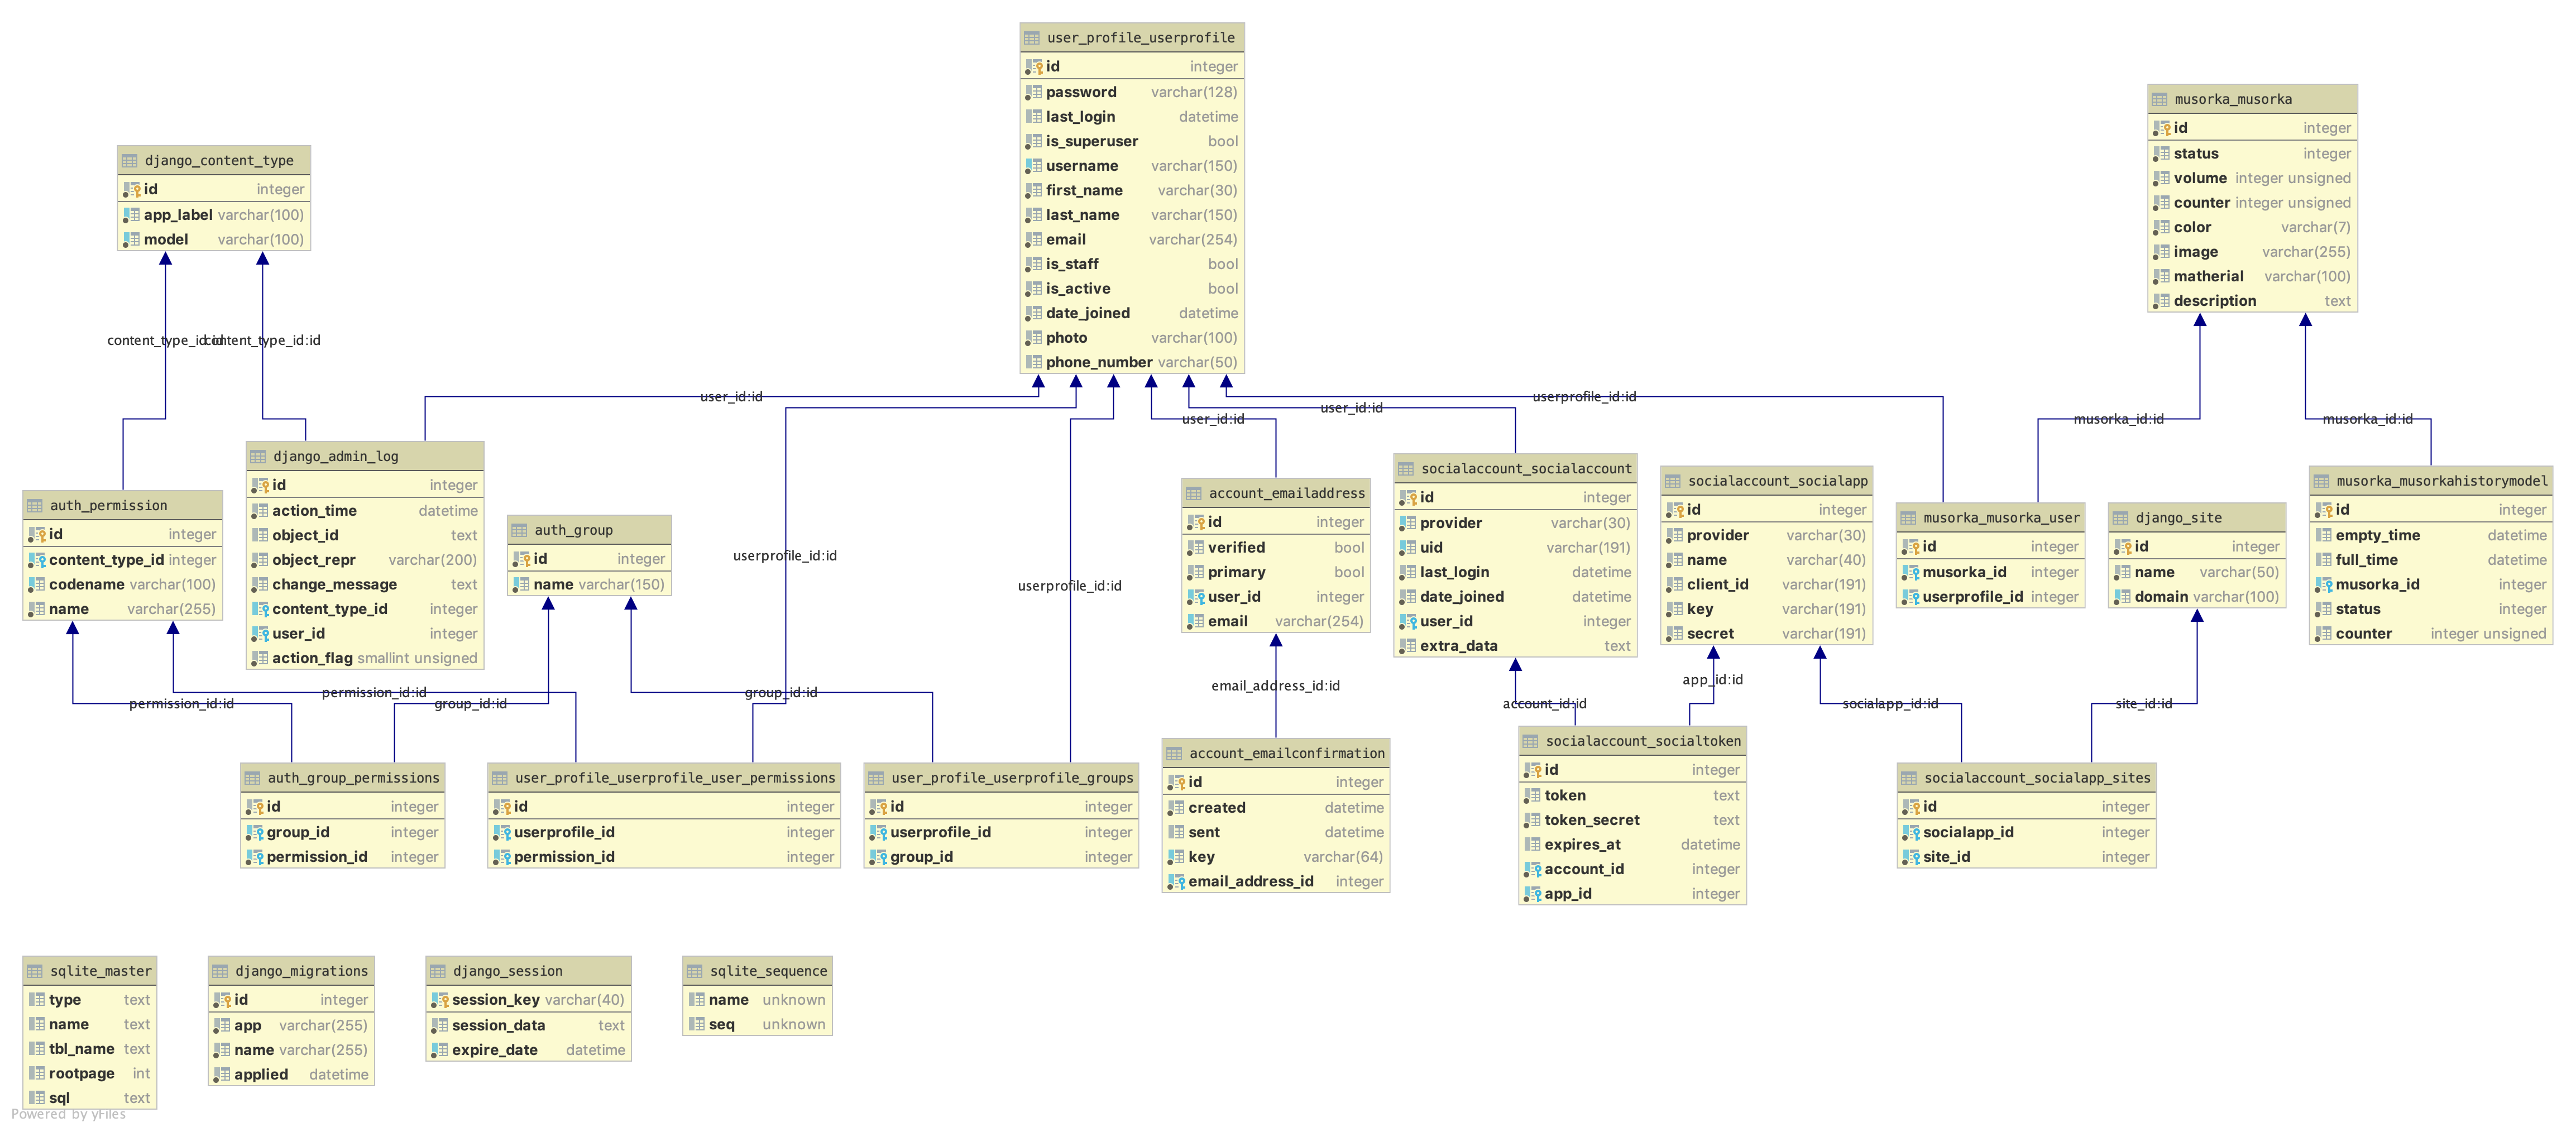 user_profile_userprofile
id integer
password varchar(128)
last_login datetime
is_superuser bool
username varchar(150)
first_name varchar(30)
last_name varchar(150)
email varchar(254)
is_staff bool
is_active bool
date_joined datetime
photo varchar(100)
phone_number varchar(50)
musorka_musorka
id integer
status integer
volume integer unsigned
counter integer unsigned
color varchar(7)
image varchar(255)
matherial varchar(100)
description text
django_content_type
id integer
app_label varchar(100)
model varchar(100)
content_type_id:id
content_type_id:id
user_id:id
userprofile_id:id
user_id:id
user_id:id
musorka_id:id
musorka_id:id
django_admin_log
id integer
action_time datetime
object_id text
object_repr varchar(200)
change_message text
content_type_id integer
user_id integer
action_flag smallint unsigned
auth_permission
id integer
content_type_id integer
codename varchar(100)
name varchar(255)
auth_group
id integer
name varchar(150)
userprofile_id:id
userprofile_id:id
account_emailaddress
id integer
verified bool
primary bool
user_id integer
email varchar(254)
socialaccount_socialaccount
id integer
provider varchar(30)
uid varchar(191)
last_login datetime
date_joined datetime
user_id integer
extra_data text
socialaccount_socialapp
id integer
provider varchar(30)
name varchar(40)
client_id varchar(191)
key varchar(191)
secret varchar(191)
musorka_musorka_user
id integer
musorka_id integer
userprofile_id integer
django_site
id integer
name varchar(50)
domain varchar(100)
musorka_musorkahistorymodel
id integer
empty_time datetime
full_time datetime
musorka_id integer
status integer
counter integer unsigned
permission_id:id
permission_id:id
group_id:id
group_id:id
email_address_id:id
account_id:id
app_id:id
socialapp_id:id
site_id:id
auth_group_permissions
id integer
group_id integer
permission_id integer
user_profile_userprofile_user_permissions
id integer
userprofile_id integer
permission_id integer
user_profile_userprofile_groups
id integer
userprofile_id integer
group_id integer
account_emailconfirmation
id integer
created datetime
sent datetime
key varchar(64)
email_address_id integer
socialaccount_socialtoken
id integer
token text
token_secret text
expires_at datetime
account_id integer
app_id integer
socialaccount_socialapp_sites
id integer
socialapp_id integer
site_id integer
sqlite_master
type text
name text
tbl_name text
rootpage int
sql text
django_migrations
id integer
app varchar(255)
name varchar(255)
applied datetime
django_session
session_key varchar(40)
session_data text
expire_date datetime
sqlite_sequence
name unknown
seq unknown
Powered by yFiles